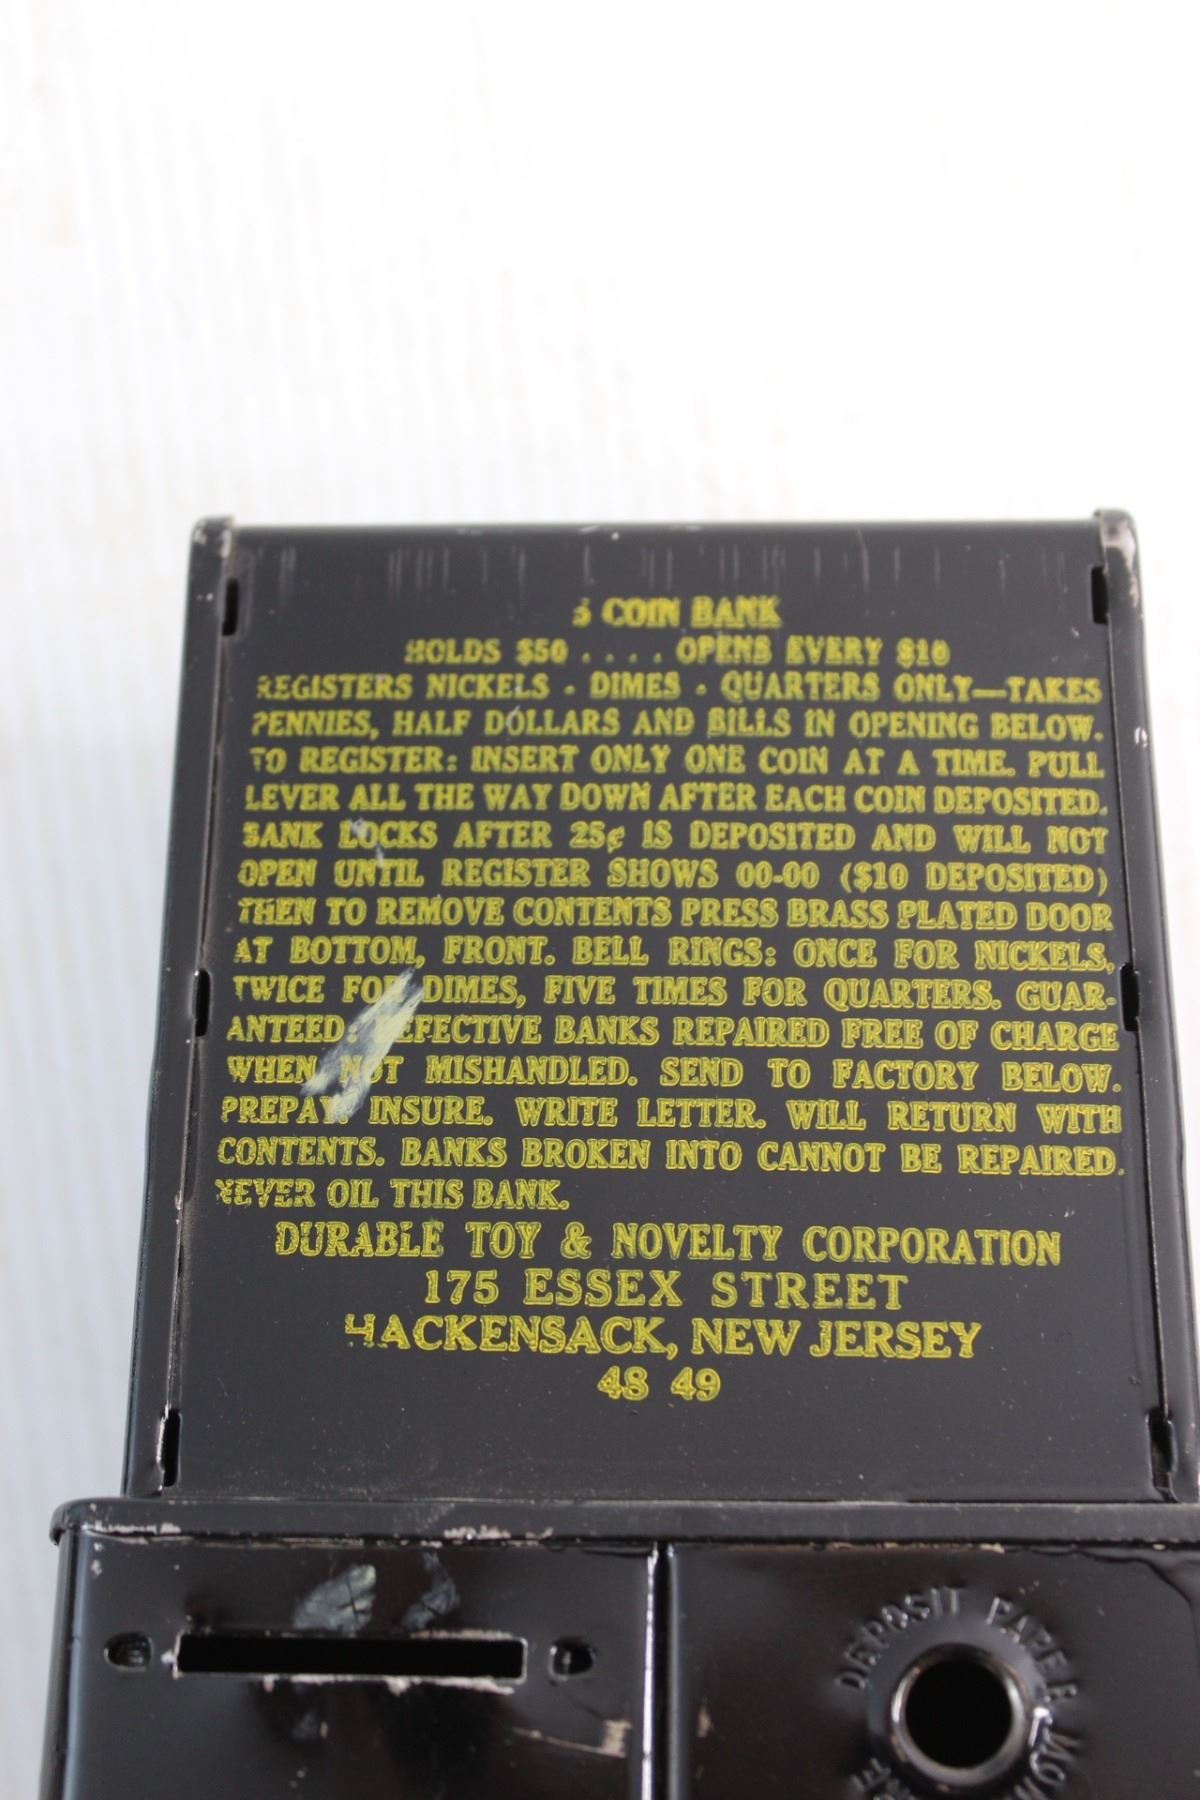 3 COIN BANK
HOLDS $50 . . . . OPENS EVERY $10
REGISTERS NICKELS - DIMES - QUARTERS ONLY—TAKES
PENNIES, HALF DOLLARS AND BILLS IN OPENING BELOW.
TO REGISTER: INSERT ONLY ONE COIN AT A TIME. PULL
LEVER ALL THE WAY DOWN AFTER EACH COIN DEPOSITED.
BANK LOCKS AFTER 25¢ IS DEPOSITED AND WILL NOT
OPEN UNTIL REGISTER SHOWS 00-00 ($10 DEPOSITED)
THEN TO REMOVE CONTENTS PRESS BRASS PLATED DOOR
AT BOTTOM, FRONT. BELL RINGS: ONCE FOR NICKELS,
TWICE FOR DIMES, FIVE TIMES FOR QUARTERS. GUAR-
ANTEED: DEFECTIVE BANKS REPAIRED FREE OF CHARGE
WHEN NOT MISHANDLED. SEND TO FACTORY BELOW.
PREPAY. INSURE. WRITE LETTER. WILL RETURN WITH
CONTENTS. BANKS BROKEN INTO CANNOT BE REPAIRED.
NEVER OIL THIS BANK.
DURABLE TOY & NOVELTY CORPORATION
175 ESSEX STREET
HACKENSACK, NEW JERSEY
48 49
DEPOSIT PAPER